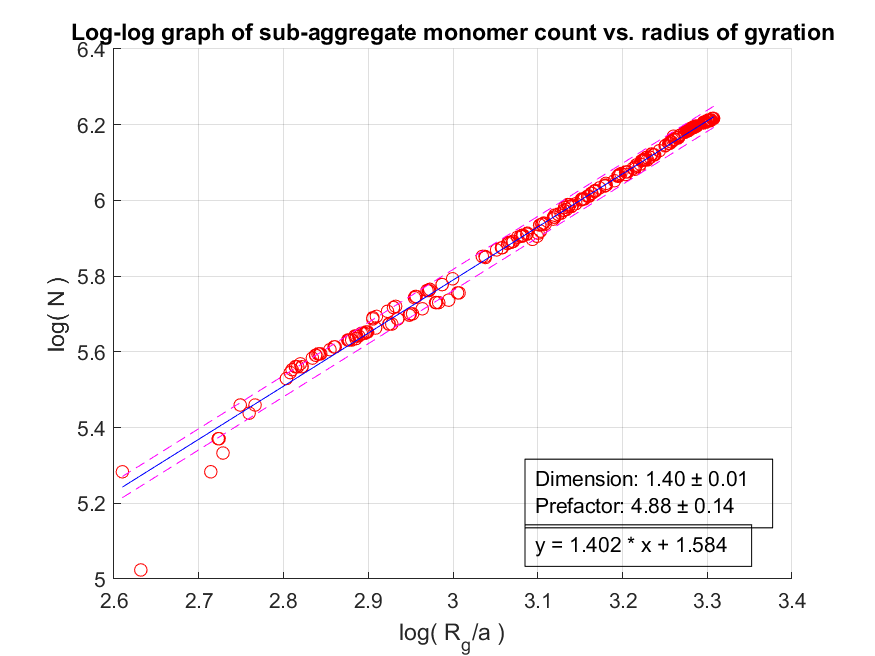 Log-log graph of sub-aggregate monomer count vs. radius of gyration
6.4
6.2
6
5.8
5.6
5.4
5.2
5
log( N )
Dimension: 1.40 ± 0.01
Prefactor: 4.88 ± 0.14
y = 1.402 * x + 1.584
2.6 2.7 2.8 2.9 3 3.1 3.2 3.3 3.4
log( R_g/a )